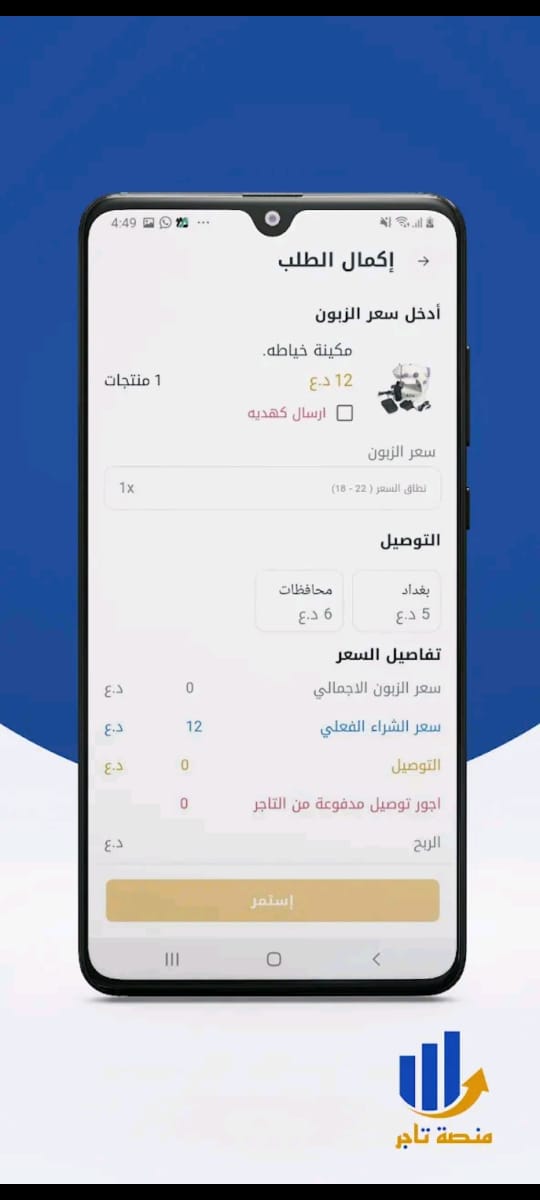 4:49
إكمال الطلب
أدخل سعر الزبون
مكينة خياطه.
12 د.ع
1 منتجات
ارسال كهديه
سعر الزبون
نطاق السعر ( 22 - 18)
1x
التوصيل
بغداد
5 د.ع
محافظات
6 د.ع
تفاصيل السعر
سعر الزبون الاجمالي 0 د.ع
سعر الشراء الفعلي 12 د.ع
التوصيل 0 د.ع
اجور توصيل مدفوعة من التاجر 0
الربح د.ع
إستمر
منصة تاجر